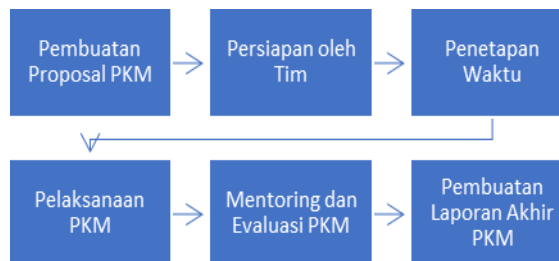 Pembuatan
Proposal PKM
Persiapan oleh
Tim
Penetapan
Waktu
Pelaksanaan
PKM
Mentoring dan
Evaluasi PKM
Pembuatan
Laporan Akhir
PKM